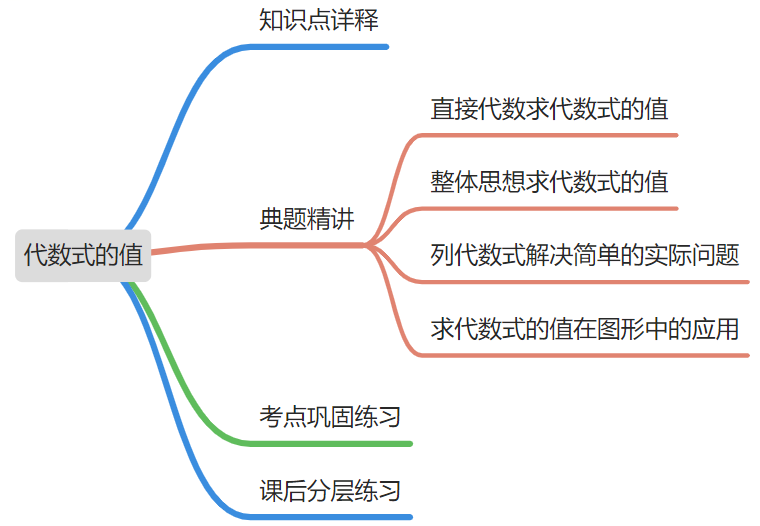 知识点详释
直接代数求代数式的值
整体思想求代数式的值
典题精讲
代数式的值
列代数式解决简单的实际问题
求代数式的值在图形中的应用
考点巩固练习
课后分层练习